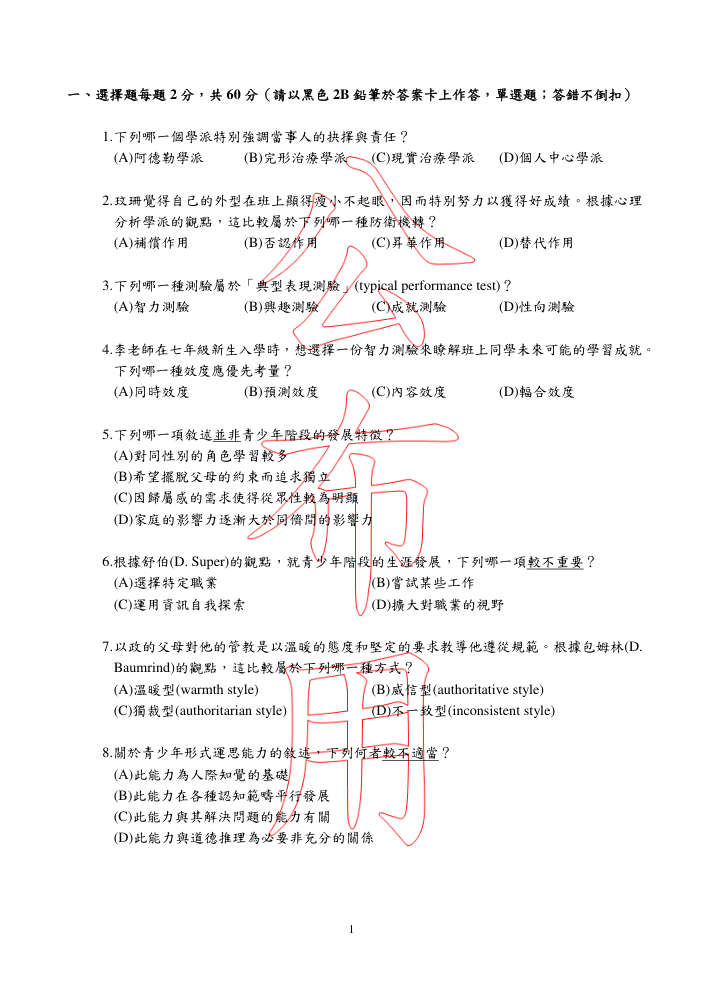 一、選擇題每題 2 分，共 60 分（請以黑色 2B 鉛筆於答案卡上作答，單選題；答錯不倒扣）
1.下列哪一個學派特別強調當事人的抉擇與責任？
(A)阿德勒學派 (B)完形治療學派 (C)現實治療學派 (D)個人中心學派
2.玟珊覺得自己的外型在班上顯得瘦小不起眼，因而特別努力以獲得好成績。根據心理
分析學派的觀點，這比較屬於下列哪一種防衛機轉？
(A)補償作用 (B)否認作用 (C)昇華作用 (D)替代作用
3.下列哪一種測驗屬於「典型表現測驗」(typical performance test)？
(A)智力測驗 (B)興趣測驗 (C)成就測驗 (D)性向測驗
4.李老師在七年級新生入學時，想選擇一份智力測驗來瞭解班上同學未來可能的學習成就。
下列哪一種效度應優先考量？
(A)同時效度 (B)預測效度 (C)內容效度 (D)輻合效度
5.下列哪一項敘述並非青少年階段的發展特徵？
(A)對同性別的角色學習較多
(B)希望擺脫父母的約束而追求獨立
(C)因歸屬感的需求使得從眾性較為明顯
(D)家庭的影響力逐漸大於同儕間的影響力
6.根據舒伯(D. Super)的觀點，就青少年階段的生涯發展，下列哪一項較不重要？
(A)選擇特定職業 (B)嘗試某些工作
(C)運用資訊自我探索 (D)擴大對職業的視野
7.以政的父母對他的管教是以溫暖的態度和堅定的要求教導他遵從規範。根據包姆林(D.
Baumrind)的觀點，這比較屬於下列哪一種方式？
(A)溫暖型(warmth style) (B)威信型(authoritative style)
(C)獨裁型(authoritarian style) (D)不一致型(inconsistent style)
8.關於青少年形式運思能力的敘述，下列何者較不適當？
(A)此能力為人際知覺的基礎
(B)此能力在各種認知範疇平行發展
(C)此能力與其解決問題的能力有關
(D)此能力與道德推理為必要非充分的關係
公布用
1